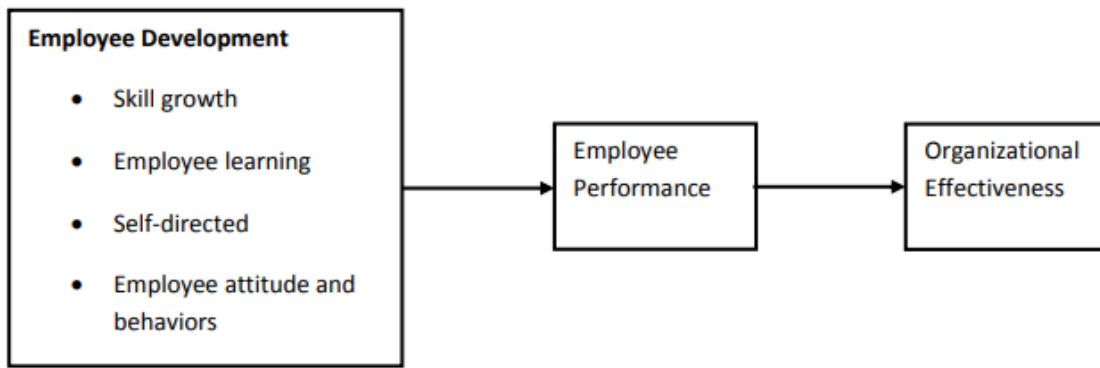 Employee Development
• Skill growth
• Employee learning
• Self-directed
• Employee attitude and
behaviors
Employee
Performance
Organizational
Effectiveness